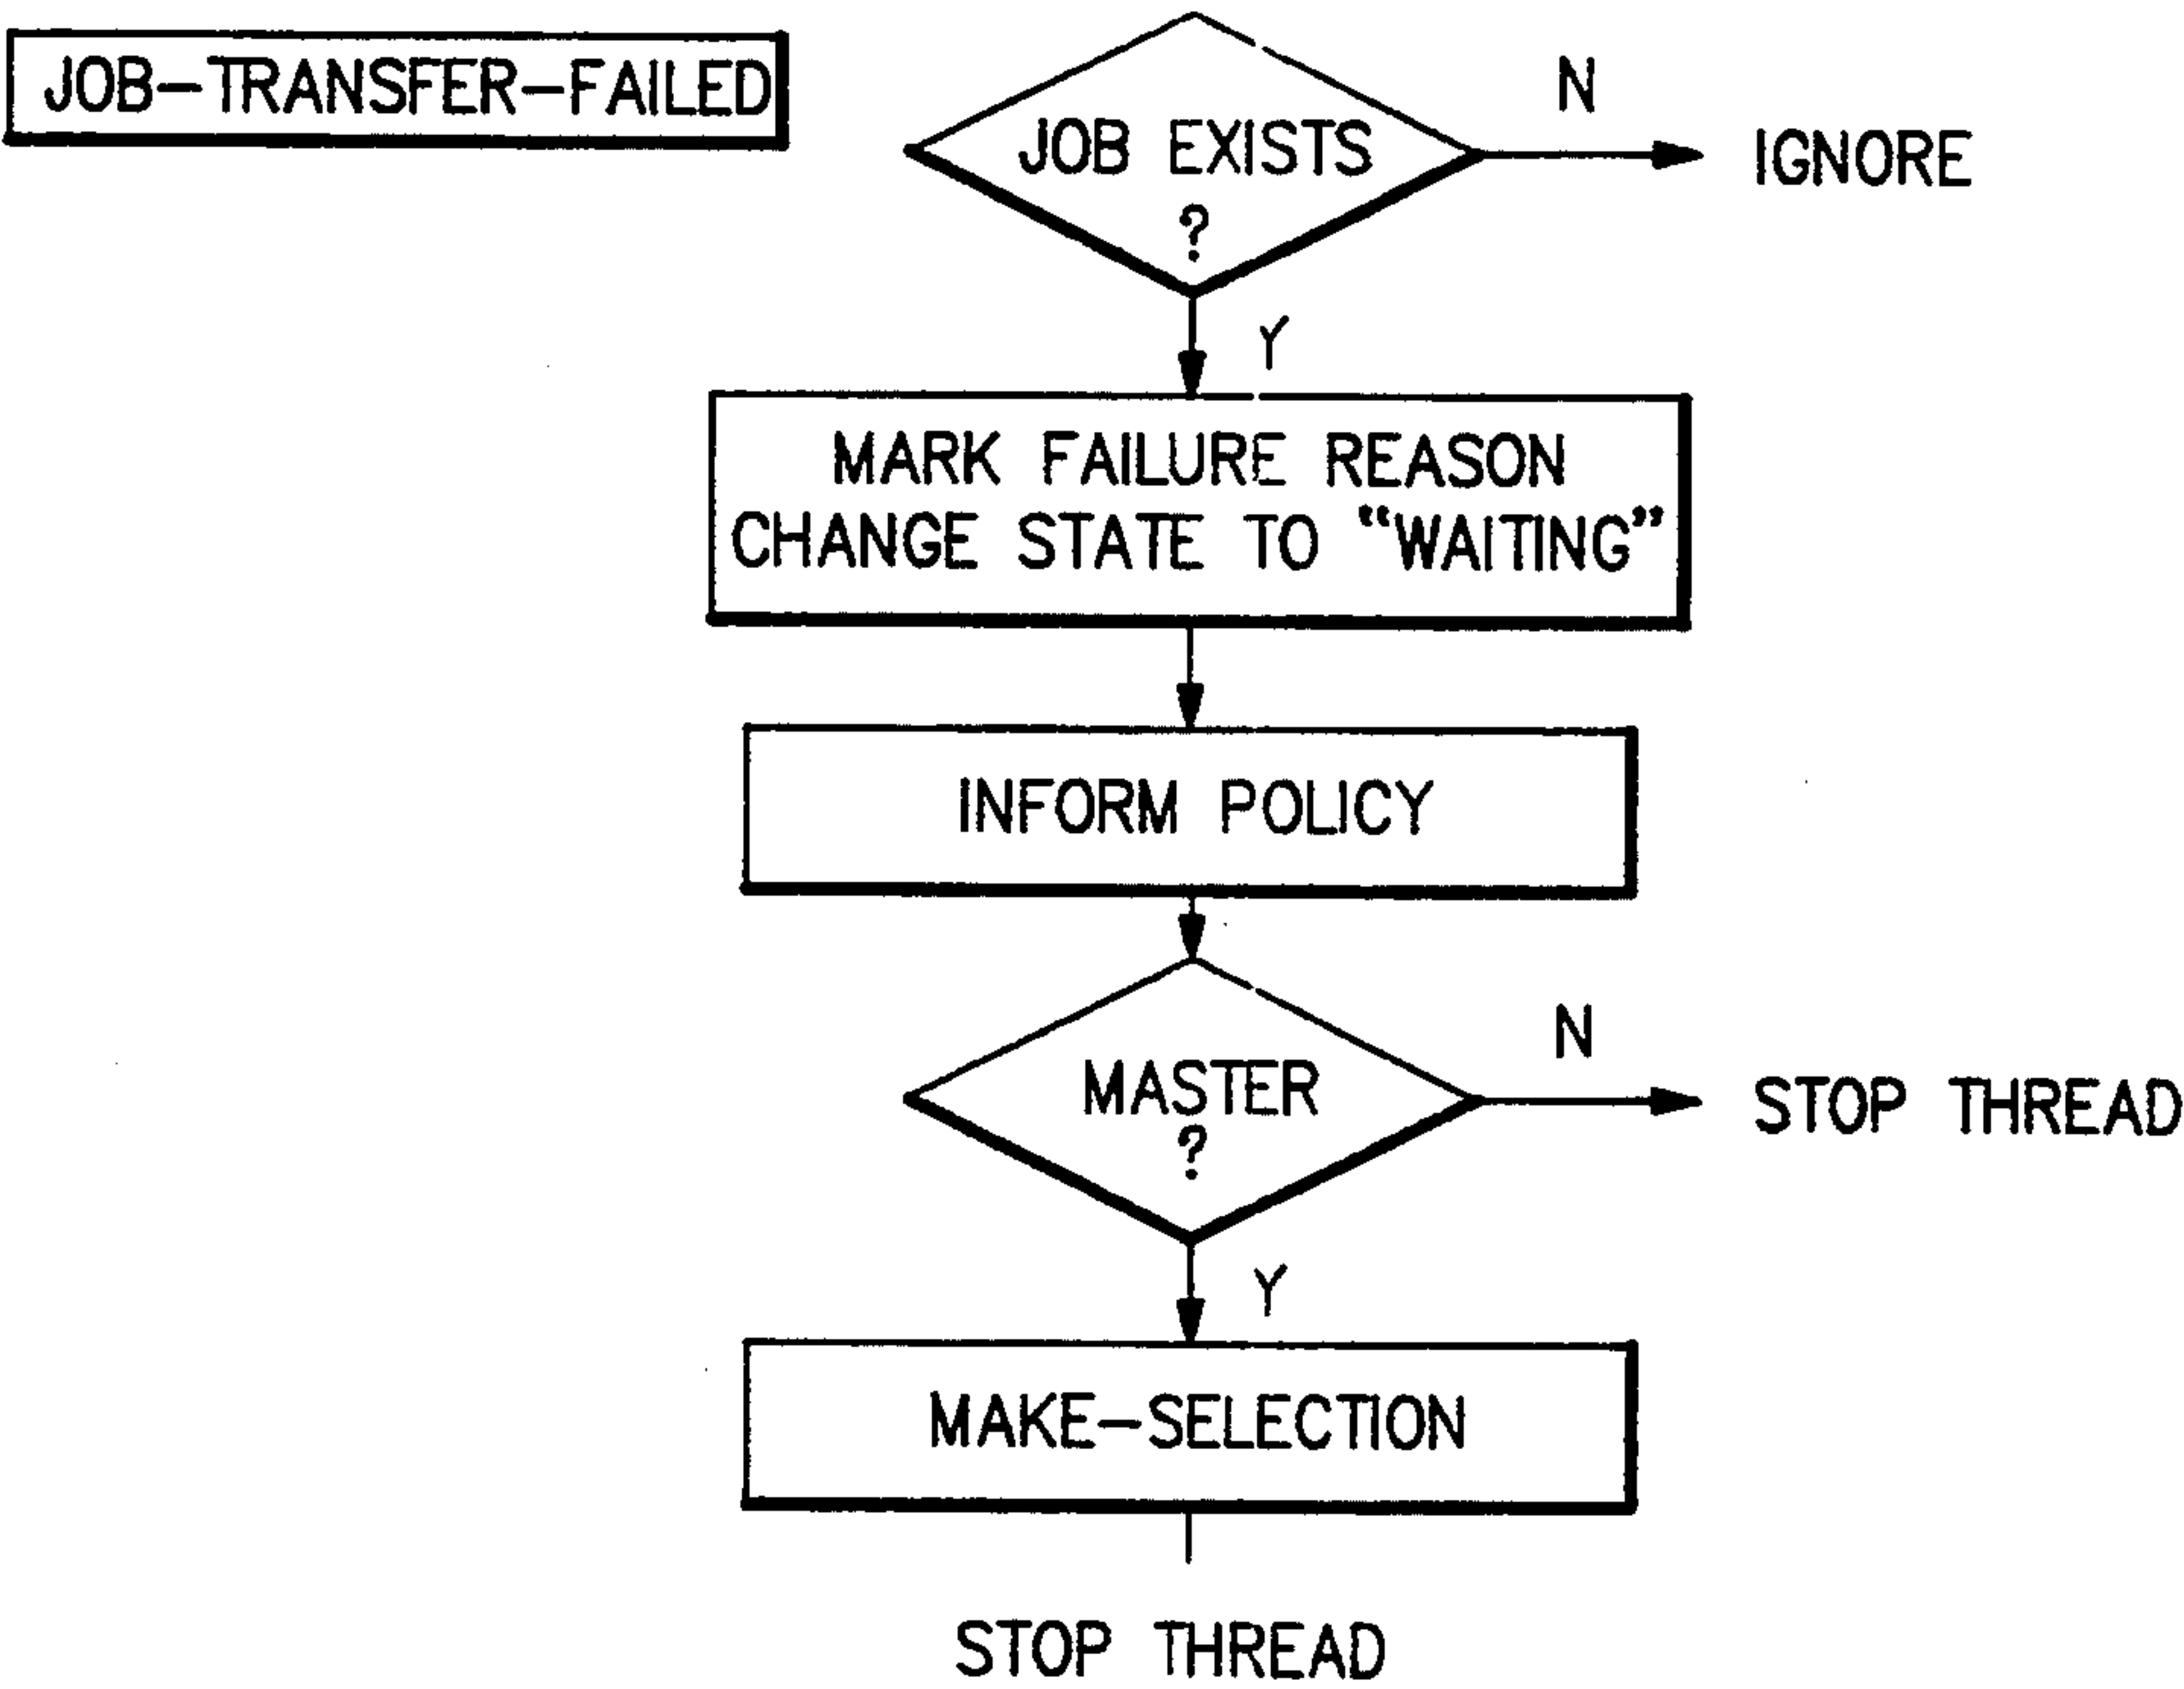 JOB-TRANSFER-FAILED
JOB EXISTS
?
N
IGNORE
Y
MARK FAILURE REASON
CHANGE STATE TO “WAITING”
INFORM POLICY
MASTER
?
N
STOP THREAD
Y
MAKE-SELECTION
STOP THREAD